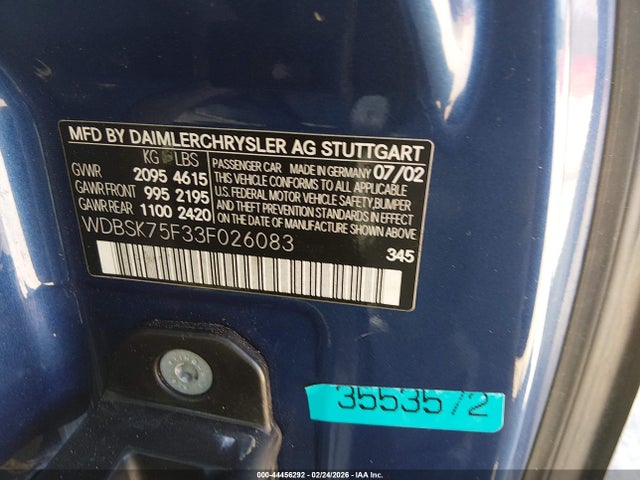 MFD BY DAIMLERCHRYSLER AG STUTTGART
KG LBS
GVWR 2095 4615
GAWR FRONT 995 2195
GAWR REAR 1100 2420
PASSENGER CAR MADE IN GERMANY 07/02
THIS VEHICLE CONFORMS TO ALL APPLICABLE
U.S. FEDERAL MOTOR VEHICLE SAFETY, BUMPER
AND THEFT PREVENTION STANDARDS IN EFFECT
ON THE DATE OF MANUFACTURE SHOWN ABOVE.
WDBSK75F33F026083
345
3553572
000-44456292 - 02/24/2026 - IAA Inc.